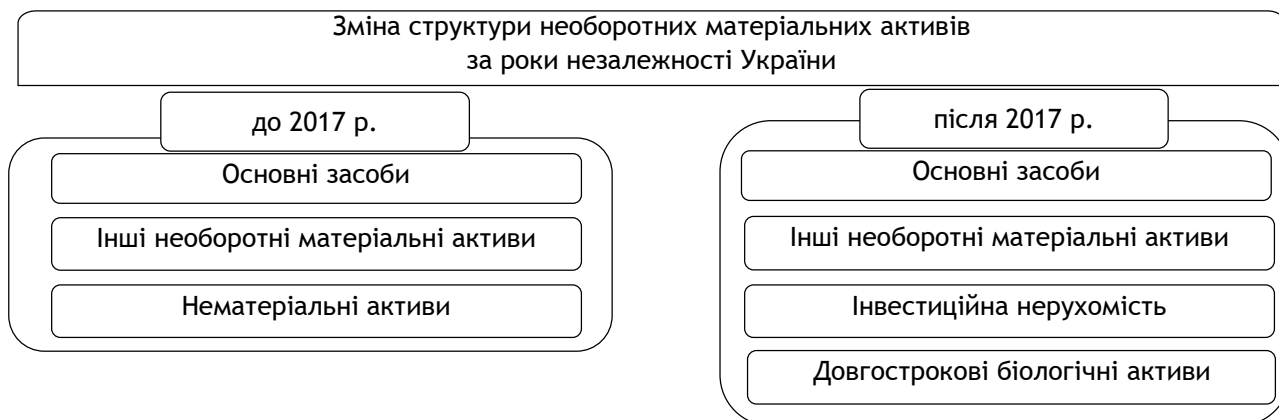 Зміна структури необоротних матеріальних активів
за роки незалежності України
до 2017 р.
Основні засоби
Інші необоротні матеріальні активи
Нематеріальні активи
після 2017 р.
Основні засоби
Інші необоротні матеріальні активи
Інвестиційна нерухомість
Довгострокові біологічні активи